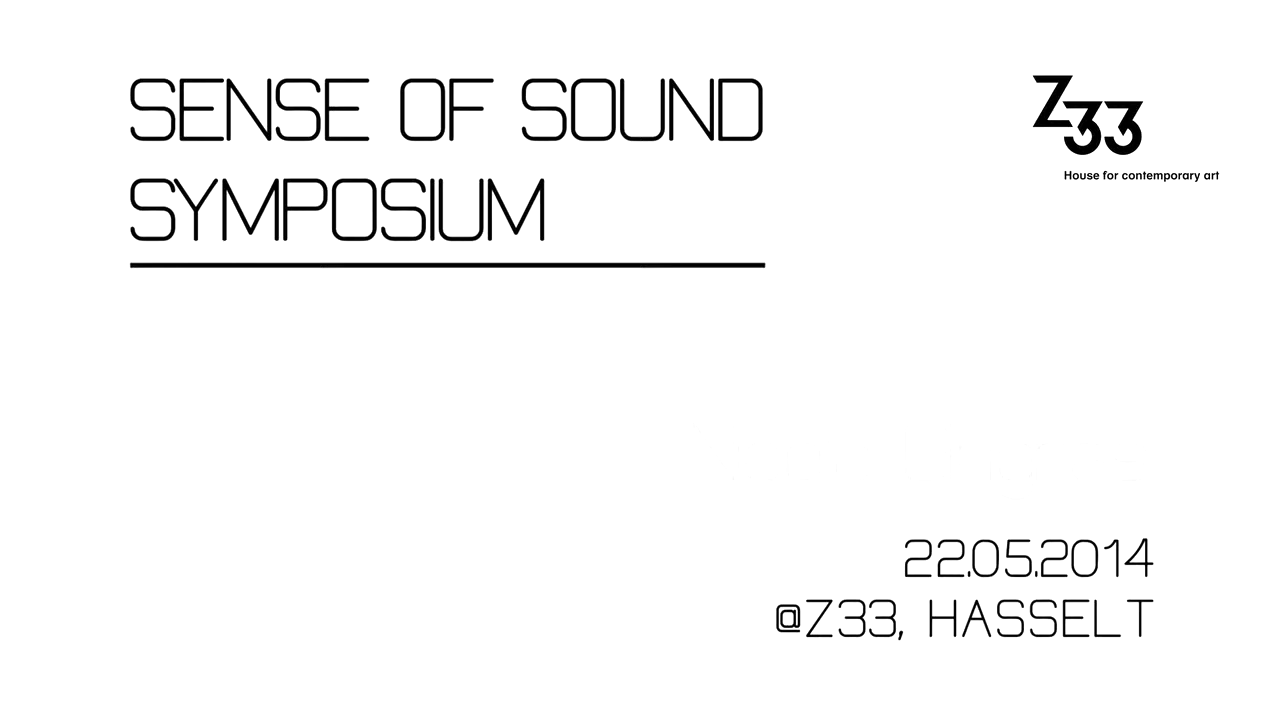 SENSE OF SOUND
SYMPOSIUM
Z33
House for contemporary art
22.05.2014
@Z33, HASSELT